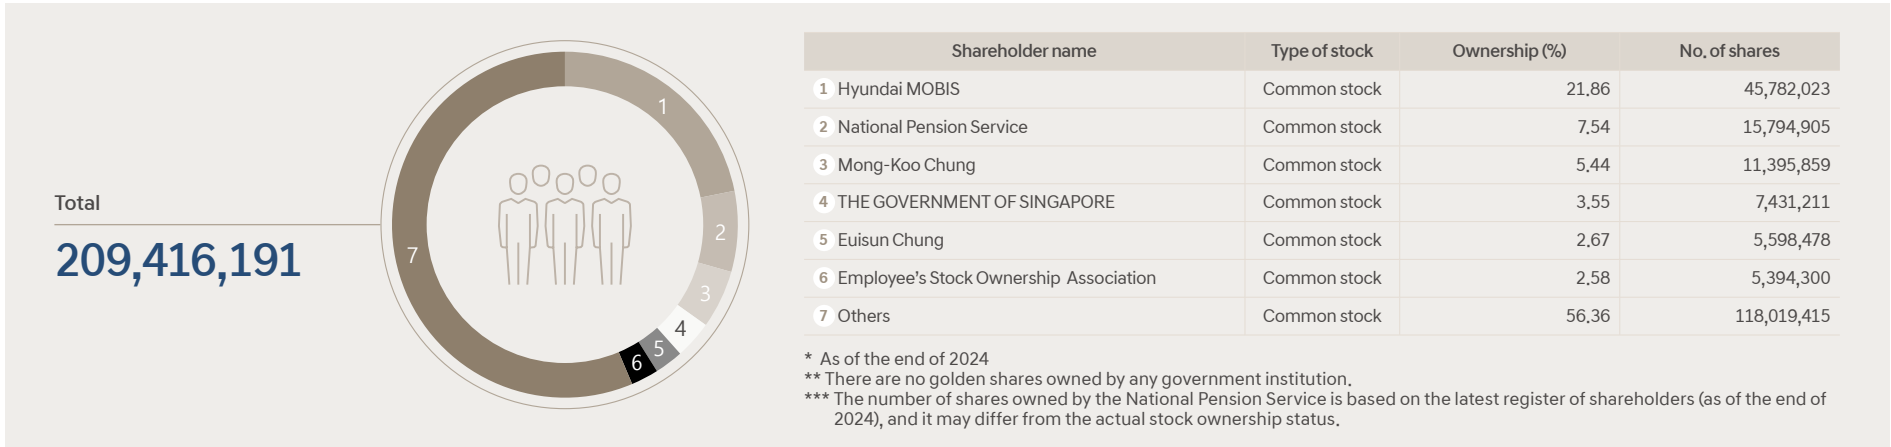 Total
209,416,191
1
2
3
4
5
6
7
Shareholder name Type of stock Ownership (%) No. of shares
1 Hyundai MOBIS Common stock 21.86 45,782,023
2 National Pension Service Common stock 7.54 15,794,905
3 Mong-Koo Chung Common stock 5.44 11,395,859
4 THE GOVERNMENT OF SINGAPORE Common stock 3.55 7,431,211
5 Euisun Chung Common stock 2.67 5,598,478
6 Employee's Stock Ownership Association Common stock 2.58 5,394,300
7 Others Common stock 56.36 118,019,415
* As of the end of 2024
** There are no golden shares owned by any government institution.
*** The number of shares owned by the National Pension Service is based on the latest register of shareholders (as of the end of
2024), and it may differ from the actual stock ownership status.